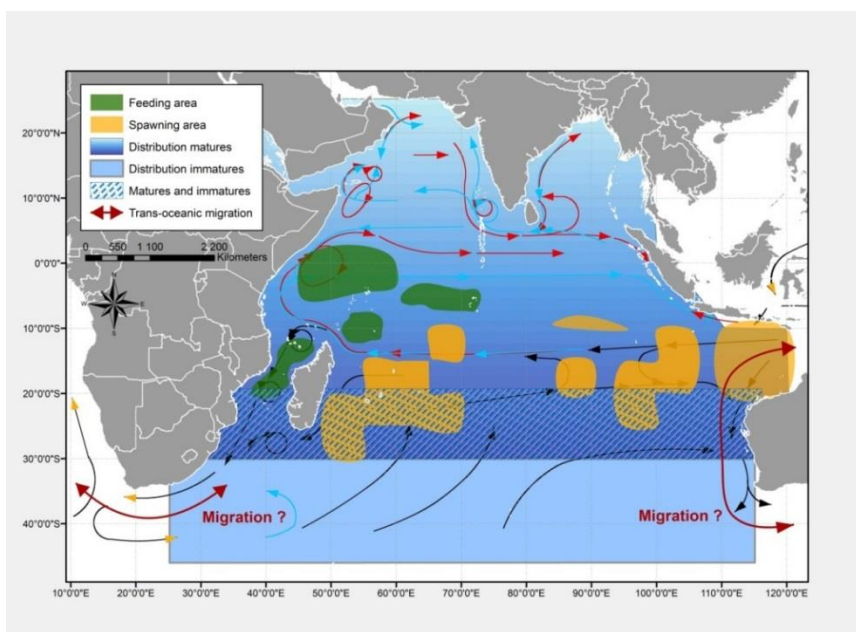 Feeding area
Spawning area
Distribution matures
Distribution immatures
Matures and immatures
Trans-oceanic migration
0 550 1 100 2 200
Kilometers
N
W E
S
20°0'0"N
10°0'0"N
0°0'0"
10°0'0"S
20°0'0"S
30°0'0"S
40°0'0"S
Migration ?
Migration ?
10°0'0"E 20°0'0"E 30°0'0"E 40°0'0"E 50°0'0"E 60°0'0"E 70°0'0"E 80°0'0"E 90°0'0"E 100°0'0"E 110°0'0"E 120°0'0"E